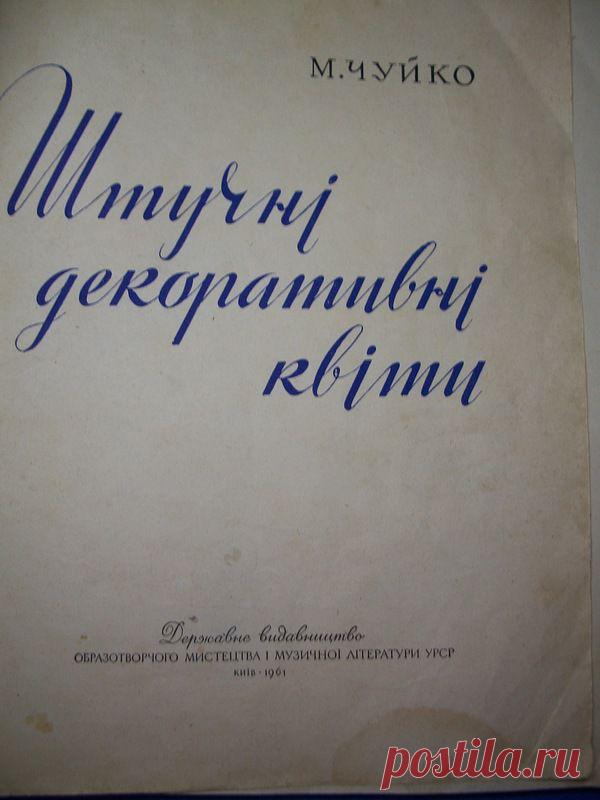 М.ЧУЙКО
Штучні
декоративні
квіти
Державне видавництво
ОБРАЗОТВОРЧОГО МИСТЕЦТВА І МУЗИЧНОЇ ЛІТЕРАТУРИ УРСР
КИЇВ - 1961
postila.ru